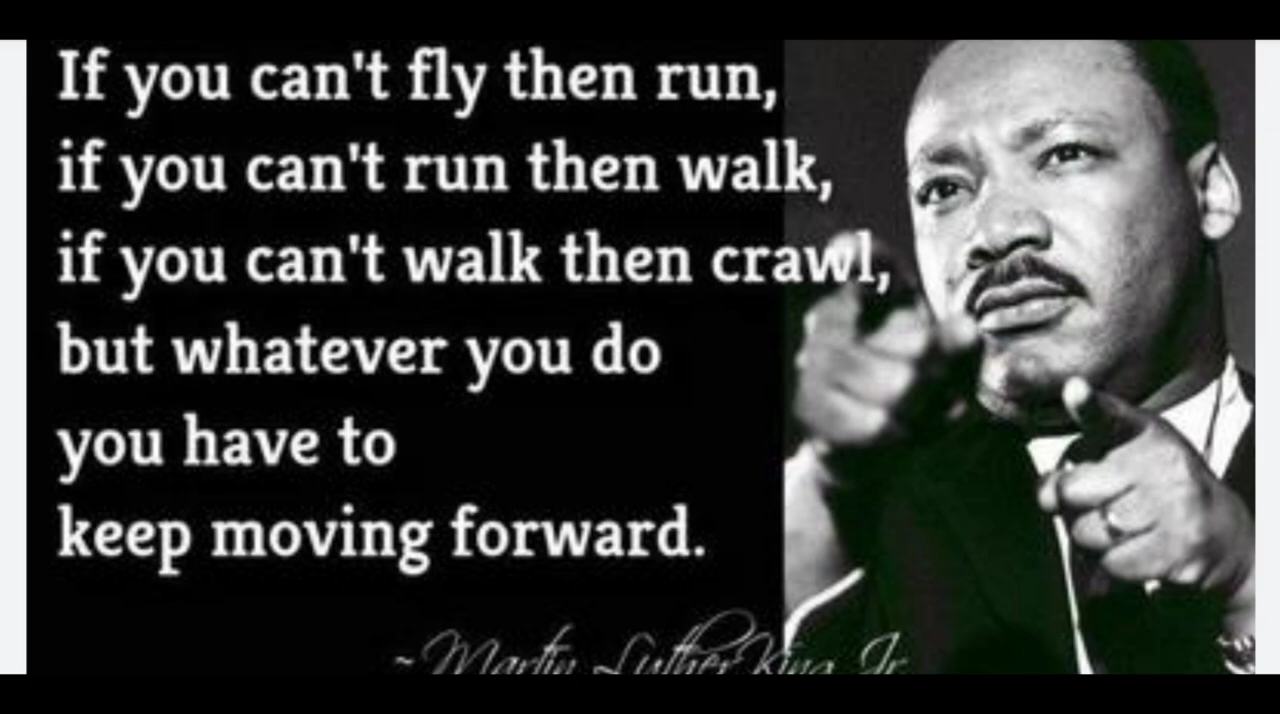 If you can't fly then run,
if you can't run then walk,
if you can't walk then crawl,
but whatever you do
you have to
keep moving forward.
~Martin Luther King Jr.